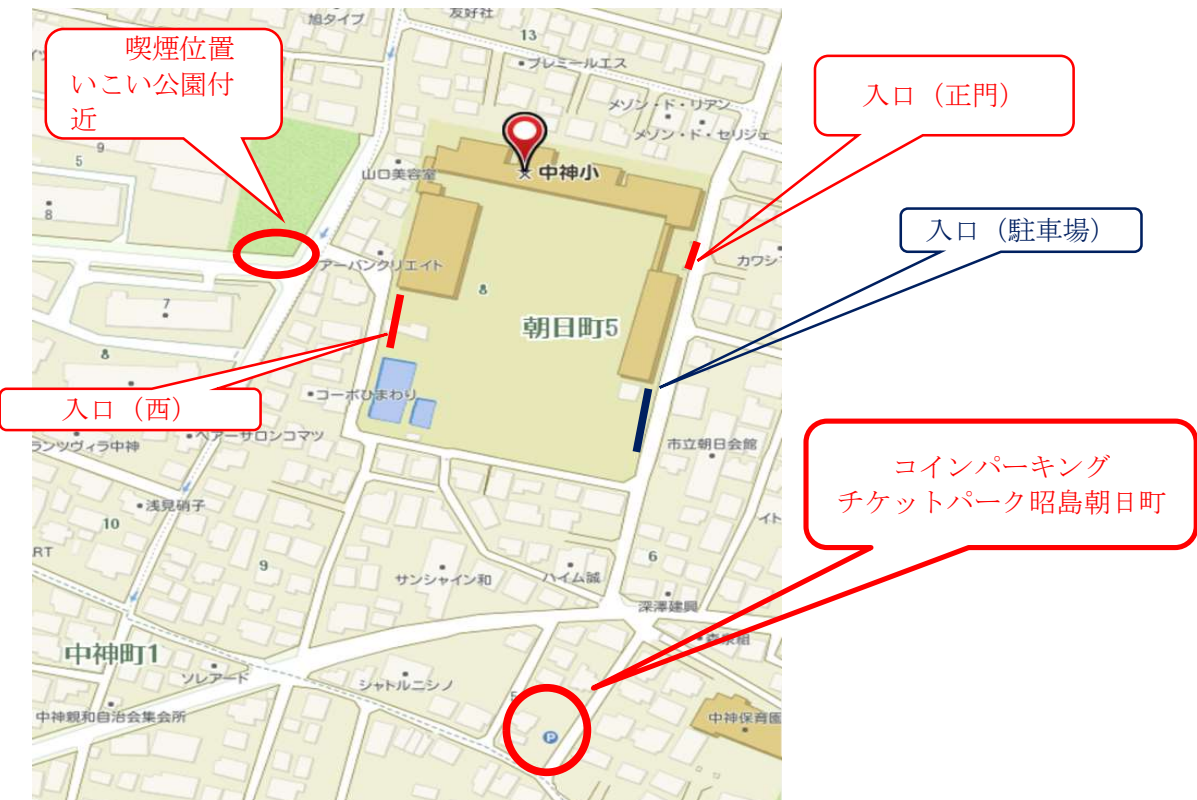 旭タイプ
友好社
13
プレミールエス
喫煙位置
いこい公園付
近
入口（正門）
メゾン・ド・リアン
メゾン・ド・セリジェ
9
5
中神小
山口美容室
8
入口（駐車場）
カワシマ
アーバンクリエイト
8
7
朝日町5
8
入口（西）
コーポひまわり
ランツヴィラ中神
ヘアーサロンコマツ
市立朝日会館
コインパーキング
チケットパーク昭島朝日町
浅見硝子
10
イト
ART
9
6
サンシャイン和
ハイム誠
深澤建興
森泉組
中神町1
ソレアード
シャトルニシノ
5
中神親和自治会集会所
P
中神保育園